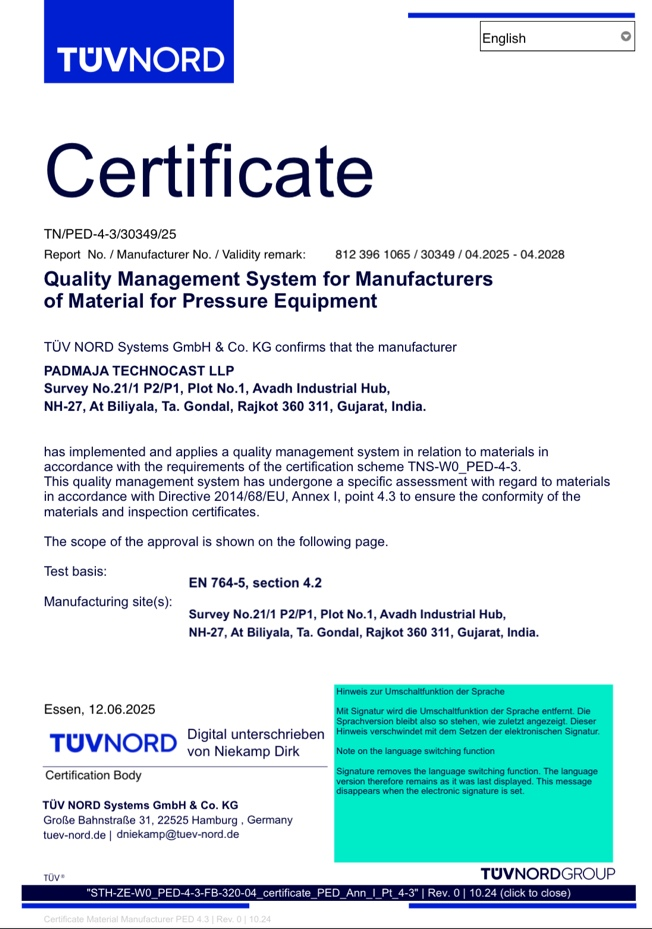 TÜVNORD
English
Certificate
TN/PED-4-3/30349/25
Report No. / Manufacturer No. / Validity remark: 812 396 1065 / 30349 / 04.2025 - 04.2028
Quality Management System for Manufacturers
of Material for Pressure Equipment
TÜV NORD Systems GmbH & Co. KG confirms that the manufacturer
PADMAJA TECHNOCAST LLP
Survey No.21/1 P2/P1, Plot No.1, Avadh Industrial Hub,
NH-27, At Biliyala, Ta. Gondal, Rajkot 360 311, Gujarat, India.
has implemented and applies a quality management system in relation to materials in
accordance with the requirements of the certification scheme TNS-W0_PED-4-3.
This quality management system has undergone a specific assessment with regard to materials
in accordance with Directive 2014/68/EU, Annex I, point 4.3 to ensure the conformity of the
materials and inspection certificates.
The scope of the approval is shown on the following page.
Test basis:
EN 764-5, section 4.2
Manufacturing site(s):
Survey No.21/1 P2/P1, Plot No.1, Avadh Industrial Hub,
NH-27, At Biliyala, Ta. Gondal, Rajkot 360 311, Gujarat, India.
Essen, 12.06.2025
TÜVNORD
Digital unterschrieben
von Niekamp Dirk
Certification Body
TÜV NORD Systems GmbH & Co. KG
Große Bahnstraße 31, 22525 Hamburg , Germany
tuev-nord.de | dniekamp@tuev-nord.de
Hinweis zur Umschaltfunktion der Sprache
Mit Signatur wird die Umschaltfunktion der Sprache entfernt. Die
Sprachversion bleibt also so stehen, wie zuletzt angezeigt. Dieser
Hinweis verschwindet mit dem Setzen der elektronischen Signatur.
Note on the language switching function
Signature removes the language switching function. The language
version therefore remains as it was last displayed. This message
disappears when the electronic signature is set.
TÜV®
TÜVNORDGROUP
"STH-ZE-W0_PED-4-3-FB-320-04_certificate_PED_Ann_I_Pt_4-3" | Rev. 0 | 10.24 (click to close)
Certificate Material Manufacturer PED 4.3 | Rev. 0 | 10.24